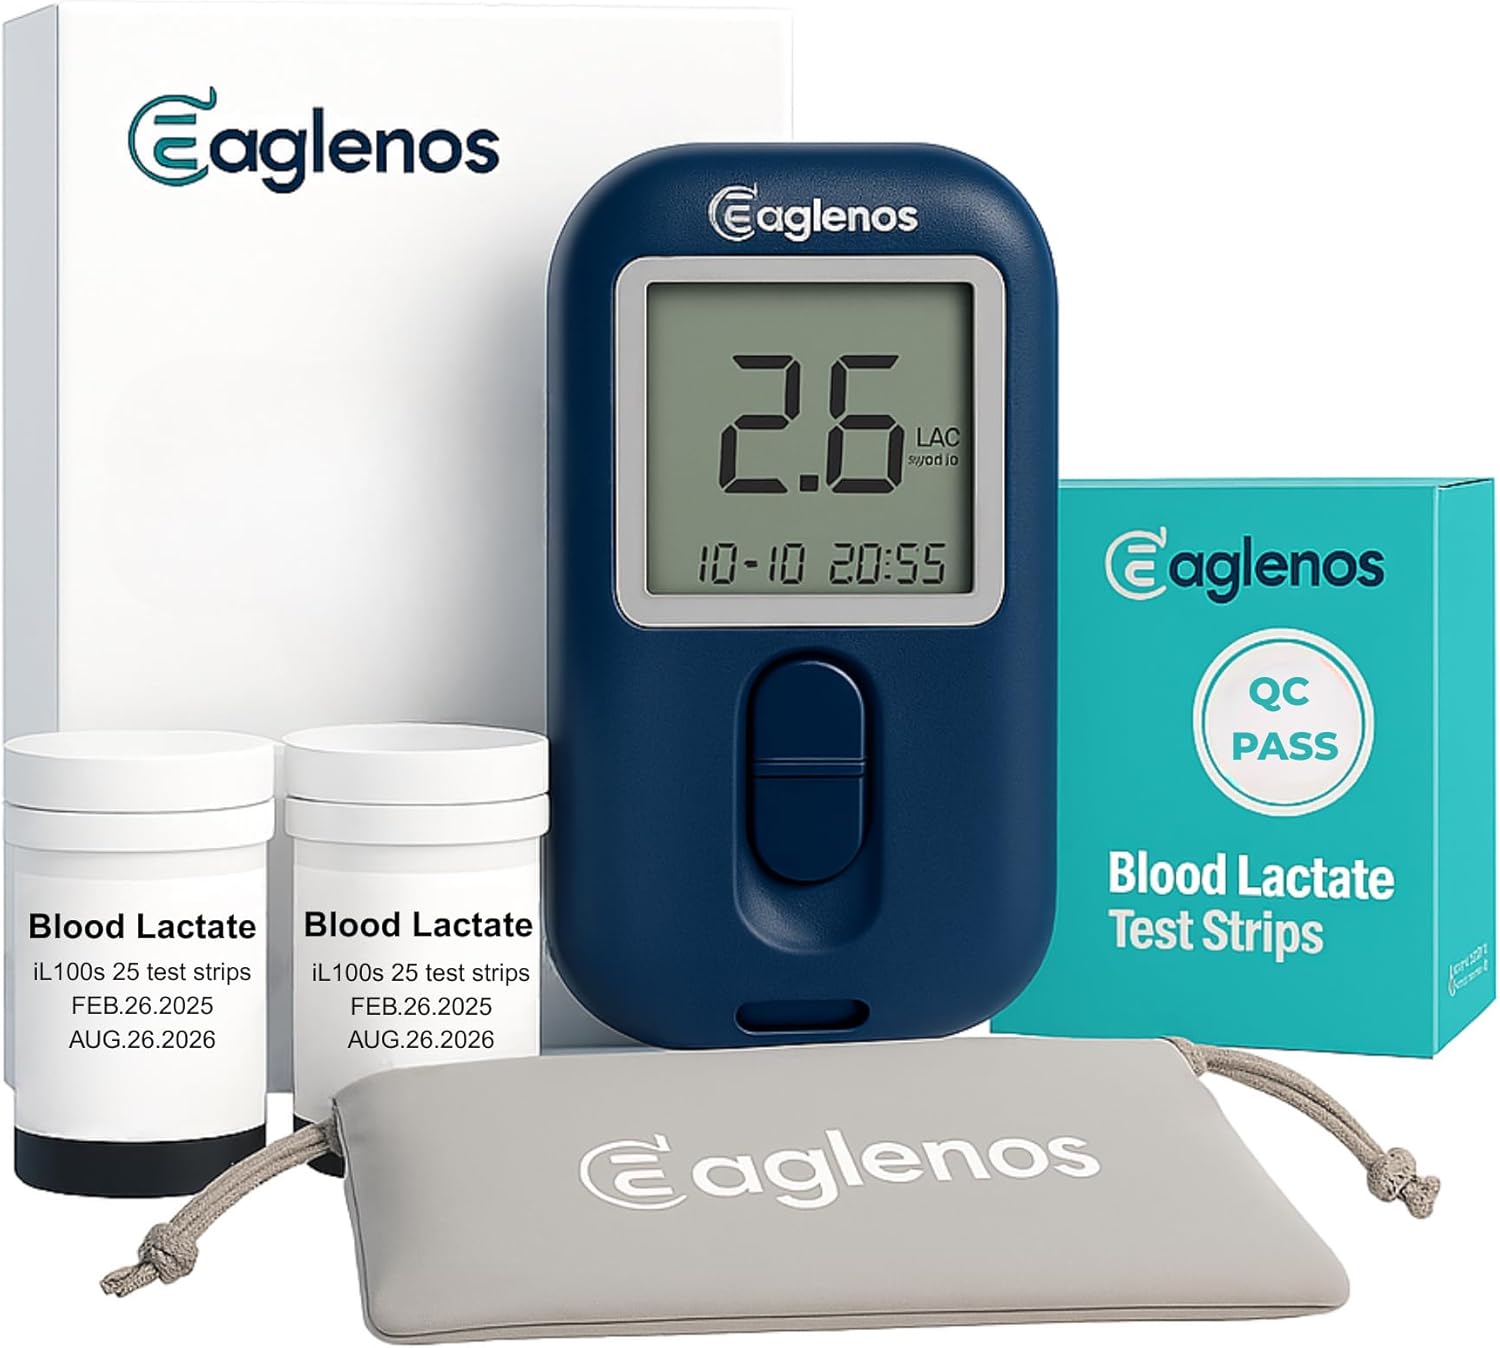 Eaglenos
Eaglenos
2.6
LAC
10-10 20:55
Eaglenos
QC
PASS
Blood Lactate
Test Strips
Blood Lactate
iL100s 25 test strips
FEB.26.2025
AUG.26.2026
Blood Lactate
iL100s 25 test strips
FEB.26.2025
AUG.26.2026
Eaglenos